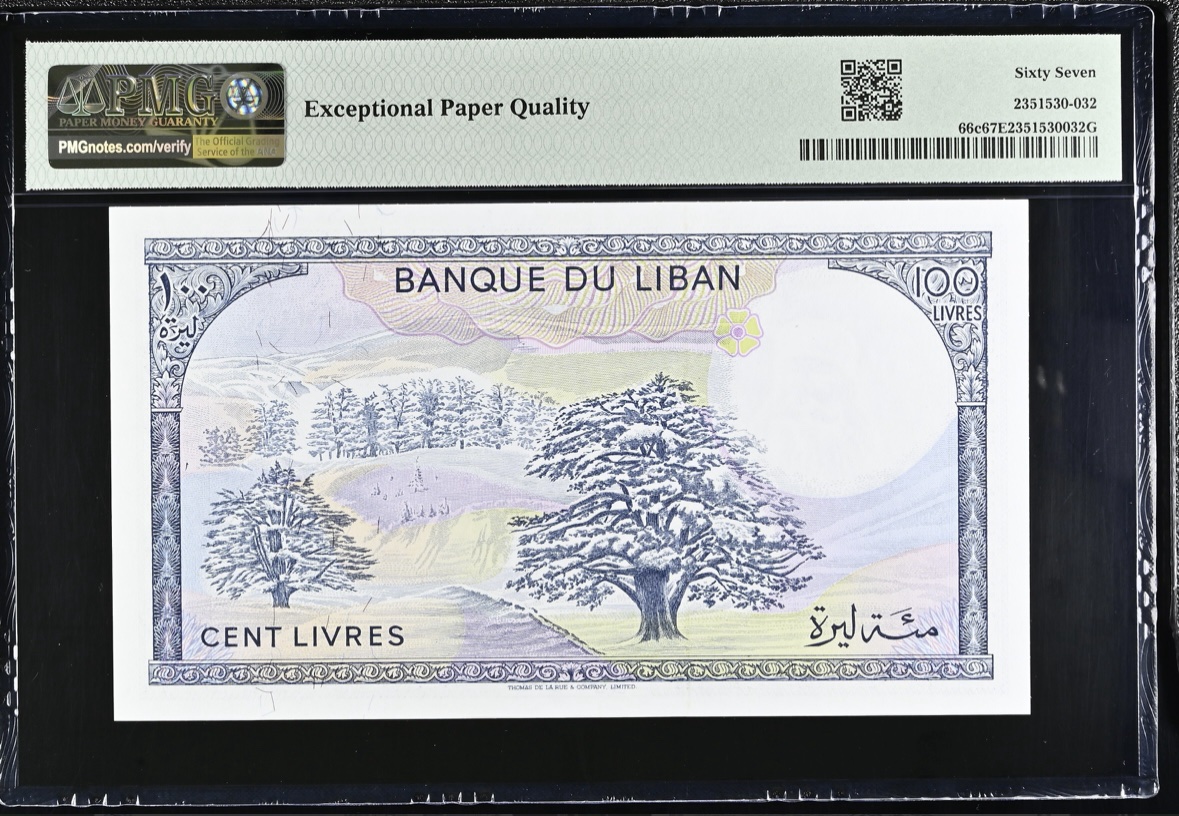 PMG
PAPER MONEY GUARANTY
PMGnotes.com/verify
The Official Grading
Service of the ANA
Exceptional Paper Quality
Sixty Seven
2351530-032
66c67E2351530032G
BANQUE DU LIBAN
١٠٠
ليرة
100
LIVRES
CENT LIVRES
مئـَـة ليرة
THOMAS DE LA RUE & COMPANY, LIMITED.